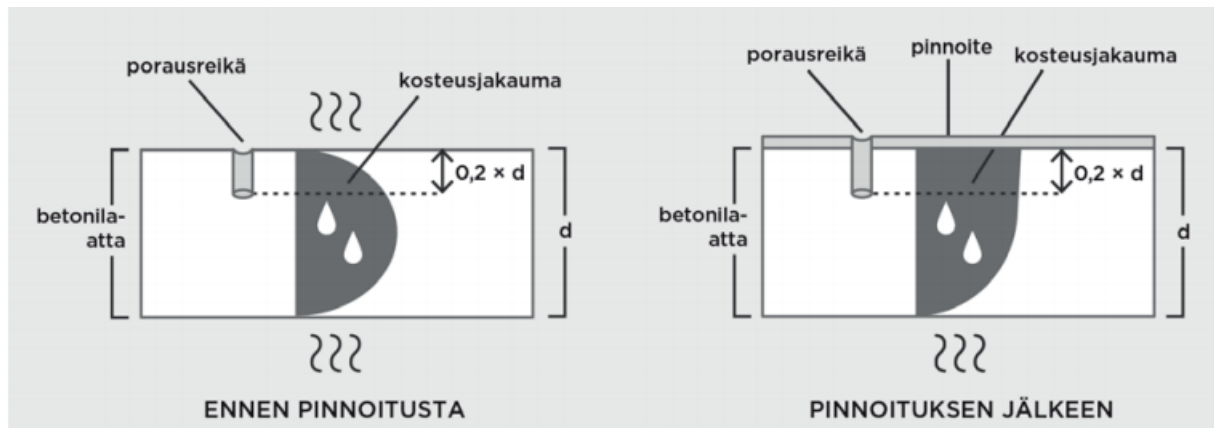 porausreikä
kosteusjakauma
0,2 × d
betonila-
atta
d
ENNEN PINNOITUSTA
porausreikä
pinnoite
kosteusjakauma
0,2 × d
betonila-
atta
d
PINNOITUKSEN JÄLKEEN